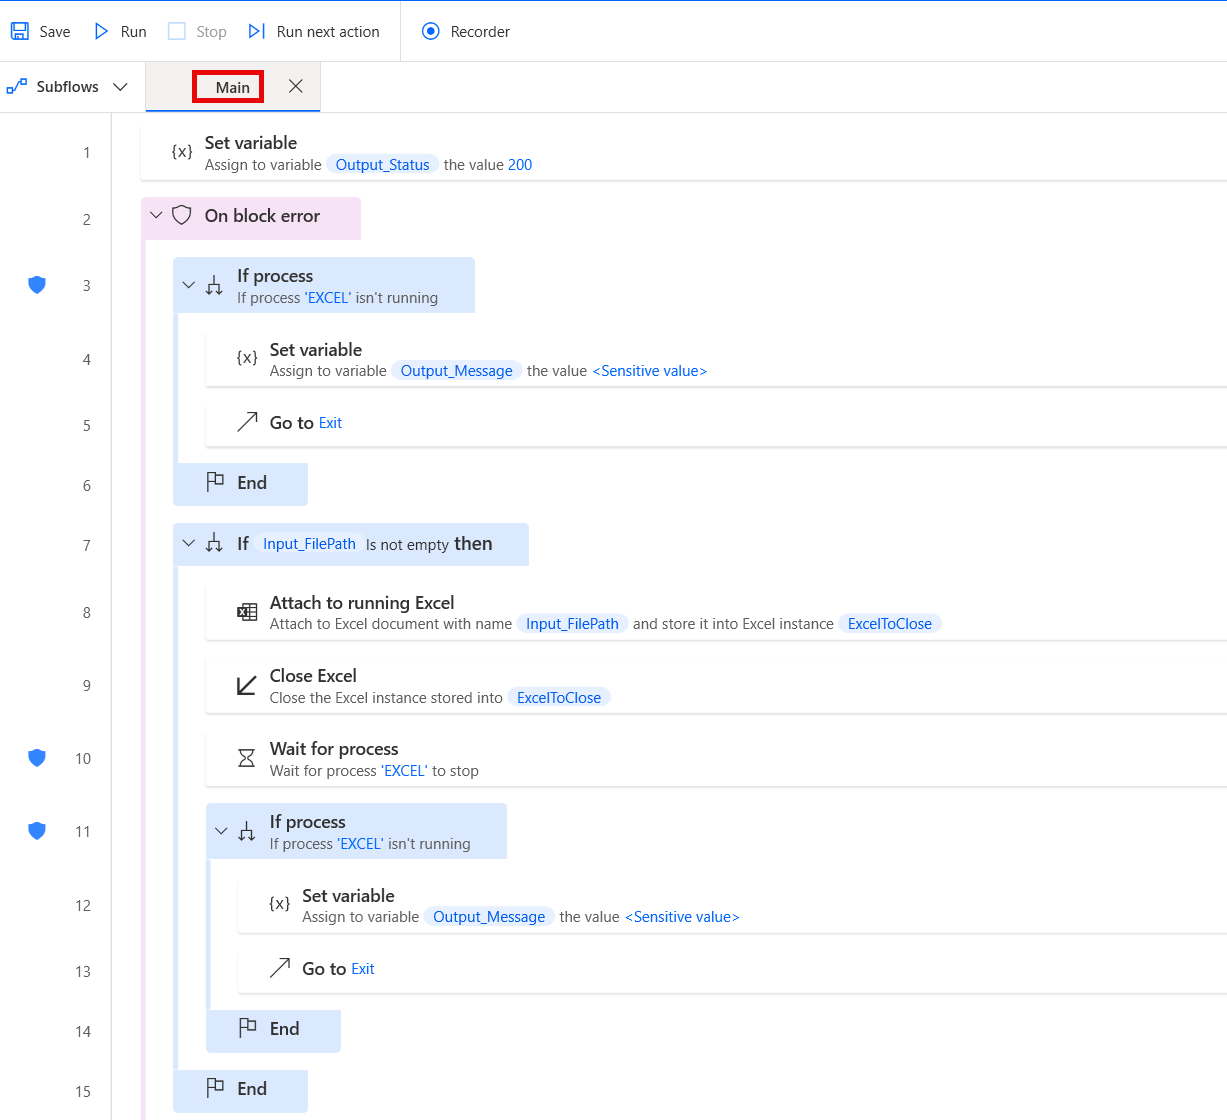 Save Run Stop Run next action Recorder
Subflows Main
1 Set variable
Assign to variable Output_Status the value 200
2 On block error
3 If process
If process 'EXCEL' isn't running
4 Set variable
Assign to variable Output_Message the value <Sensitive value>
5 Go to Exit
6 End
7 If Input_FilePath Is not empty then
8 Attach to running Excel
Attach to Excel document with name Input_FilePath and store it into Excel instance ExcelToClose
9 Close Excel
Close the Excel instance stored into ExcelToClose
10 Wait for process
Wait for process 'EXCEL' to stop
11 If process
If process 'EXCEL' isn't running
12 Set variable
Assign to variable Output_Message the value <Sensitive value>
13 Go to Exit
14 End
15 End